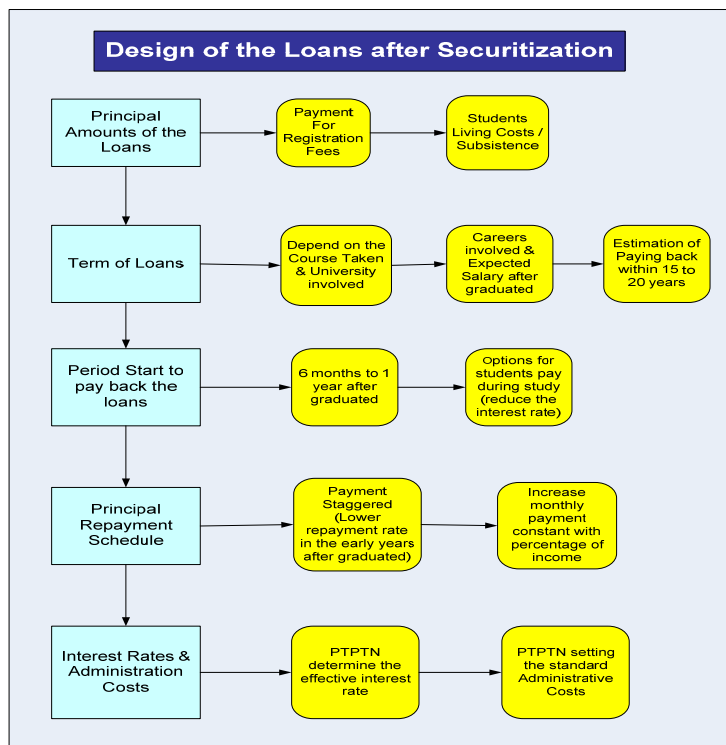 Design of the Loans after Securitization
Principal
Amounts of the
Loans
Payment
For
Registration
Fees
Students
Living Costs /
Subsistence
Term of Loans
Depend on the
Course Taken
& University
involved
Careers
involved &
Expected
Salary after
graduated
Estimation of
Paying back
within 15 to
20 years
Period Start to
pay back the
loans
6 months to 1
year after
graduated
Options for
students pay
during study
(reduce the
interest rate)
Principal
Repayment
Schedule
Payment
Staggered
(Lower
repayment rate
in the early years
after graduated)
Increase
monthly
payment
constant with
percentage of
income
Interest Rates &
Administration
Costs
PTPTN
determine the
effective interest
rate
PTPTN setting
the standard
Administrative
Costs